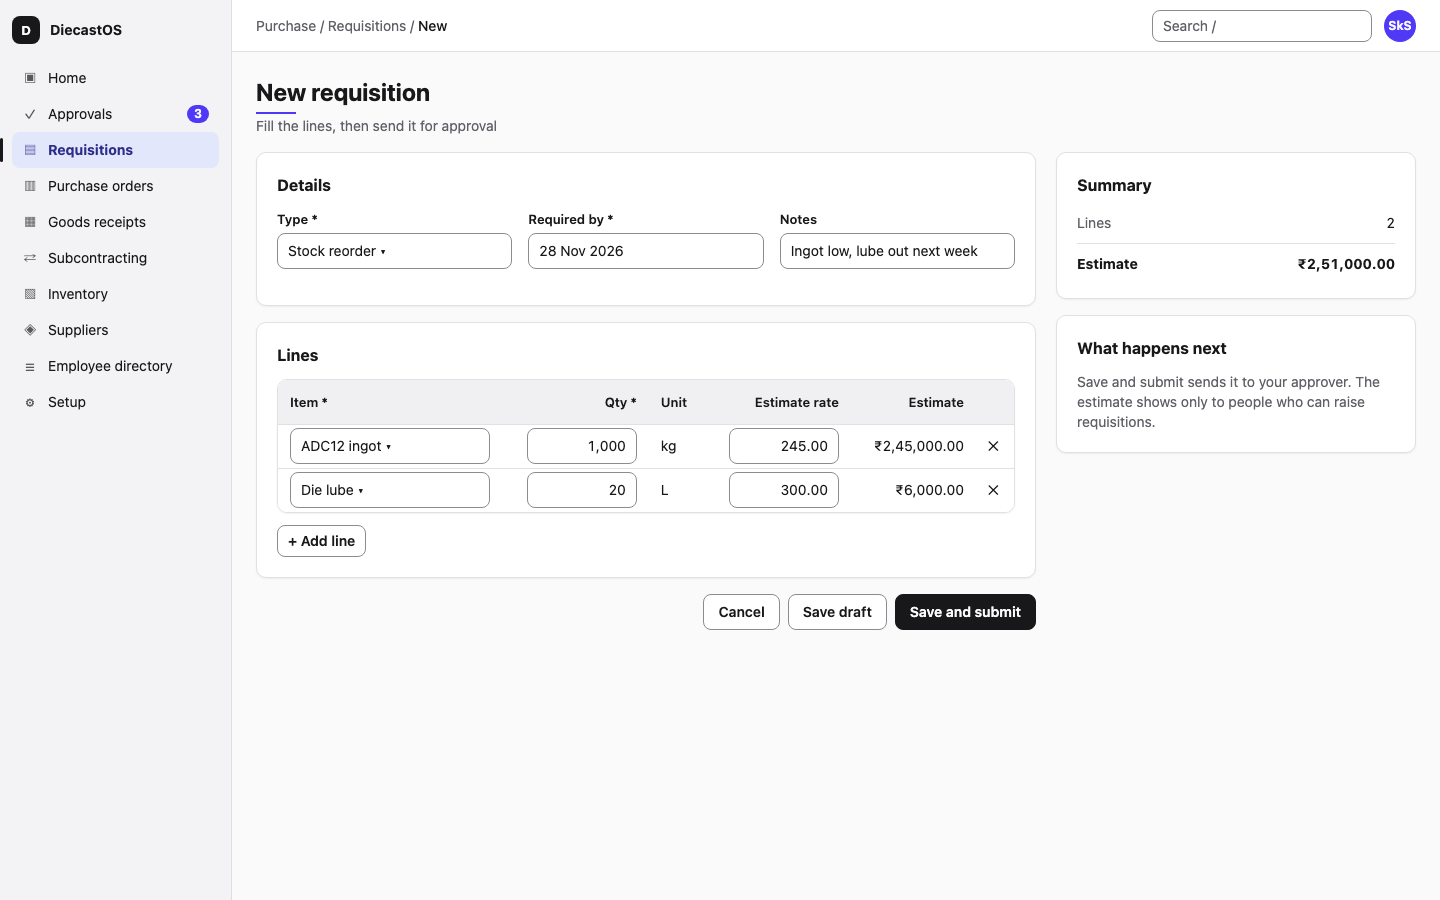 D DiecastOS
Home
Approvals 3
Requisitions
Purchase orders
Goods receipts
Subcontracting
Inventory
Suppliers
Employee directory
Setup
Purchase / Requisitions / New
Search /
SkS
New requisition
Fill the lines, then send it for approval
Details
Type * Required by * Notes
Stock reorder ▾ 28 Nov 2026 Ingot low, lube out next week
Lines
Item * Qty * Unit Estimate rate Estimate
ADC12 ingot ▾ 1,000 kg 245.00 ₹2,45,000.00 ×
Die lube ▾ 20 L 300.00 ₹6,000.00 ×
+ Add line
Cancel Save draft Save and submit
Summary
Lines 2
Estimate ₹2,51,000.00
What happens next
Save and submit sends it to your approver. The
estimate shows only to people who can raise
requisitions.